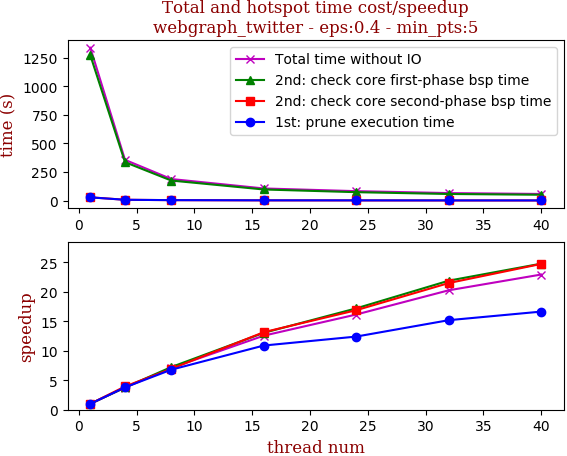 Total and hotspot time cost/speedup
webgraph_twitter - eps:0.4 - min_pts:5
time (s)
1250
1000
750
500
250
0
Total time without IO
2nd: check core first-phase bsp time
2nd: check core second-phase bsp time
1st: prune execution time
0 5 10 15 20 25 30 35 40
speedup
25
20
15
10
5
0
0 5 10 15 20 25 30 35 40
thread num